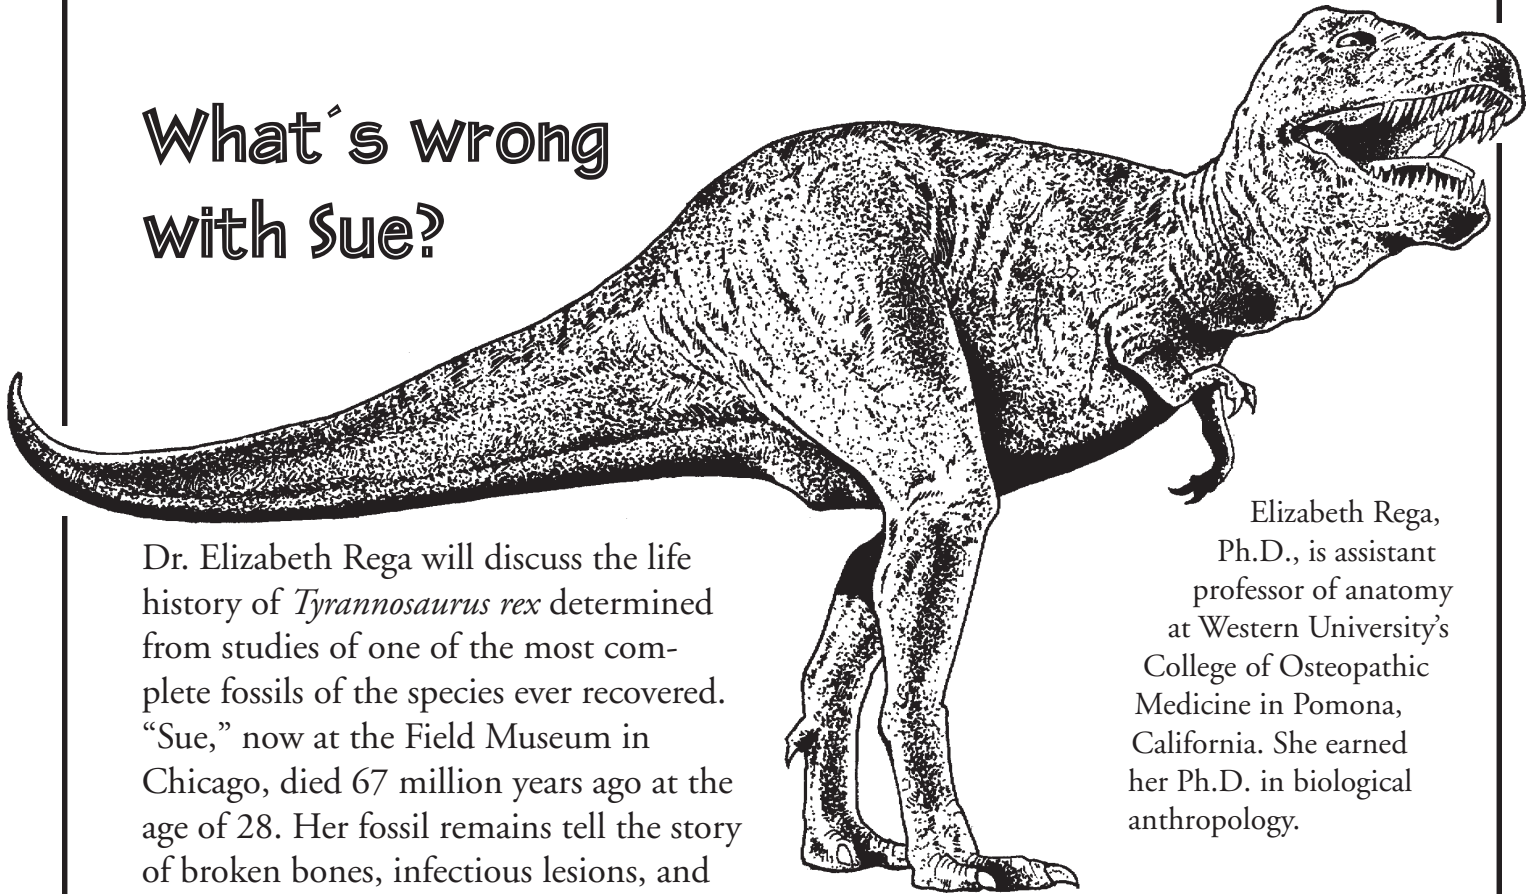 What´s wrong
with Sue?
Dr. Elizabeth Rega will discuss the life
history of Tyrannosaurus rex determined
from studies of one of the most com-
plete fossils of the species ever recovered.
“Sue,” now at the Field Museum in
Chicago, died 67 million years ago at the
age of 28. Her fossil remains tell the story
of broken bones, infectious lesions, and
Elizabeth Rega,
Ph.D., is assistant
professor of anatomy
at Western University’s
College of Osteopathic
Medicine in Pomona,
California. She earned
her Ph.D. in biological
anthropology.